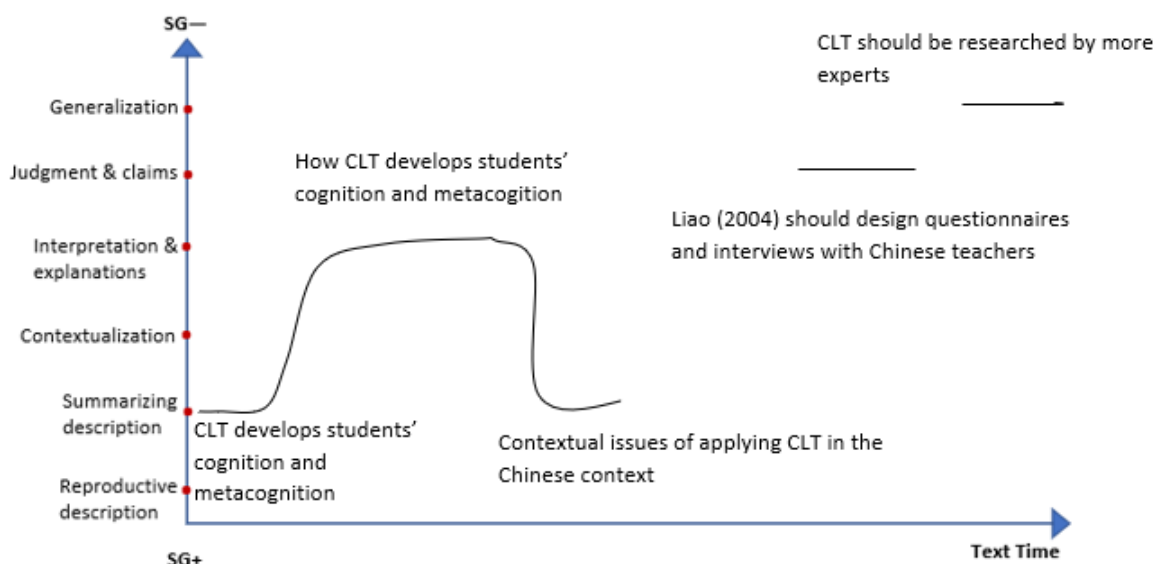 SG—
CLT should be researched by more
experts
Generalization
Judgment & claims
How CLT develops students’
cognition and metacogition
Liao (2004) should design questionnaires
and interviews with Chinese teachers
Interpretation &
explanations
Contextualization
Summarizing
description
CLT develops students’
cognition and
metacognition
Contextual issues of applying CLT in the
Chinese context
Reproductive
description
Text Time
SG+